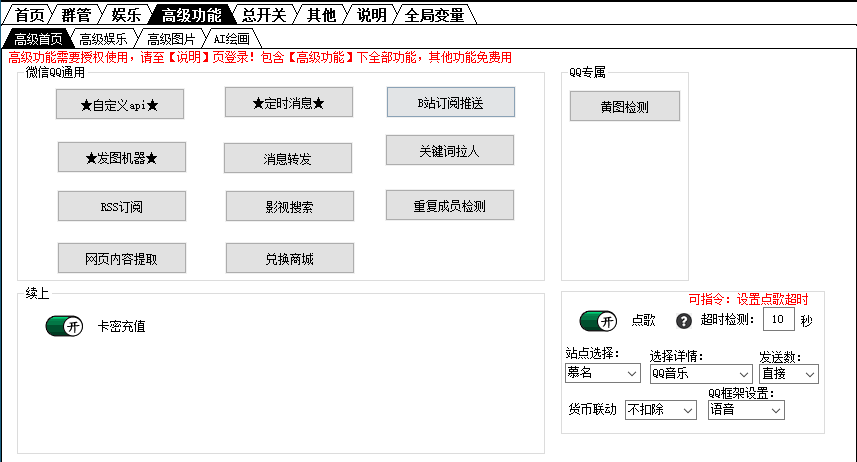 首页 群管 娱乐 高级功能 总开关 其他 说明 全局变量
高级首页 高级娱乐 高级图片 AI绘画
高级功能需要授权使用，请至【说明】页登录！包含【高级功能】下全部功能，其他功能免费用
微信QQ通用
★自定义api★ ★定时消息★ B站订阅推送
★发图机器★ 消息转发 关键词拉人
RSS订阅 影视搜索 重复成员检测
网页内容提取 兑换商城
QQ专属
黄图检测
续上
开 卡密充值
可指令：设置点歌超时
开 点歌 ? 超时检测： 10 秒
站点选择： 选择详情： 发送数：
慕名 QQ音乐 直接
QQ框架设置：
货币联动 不扣除 语音